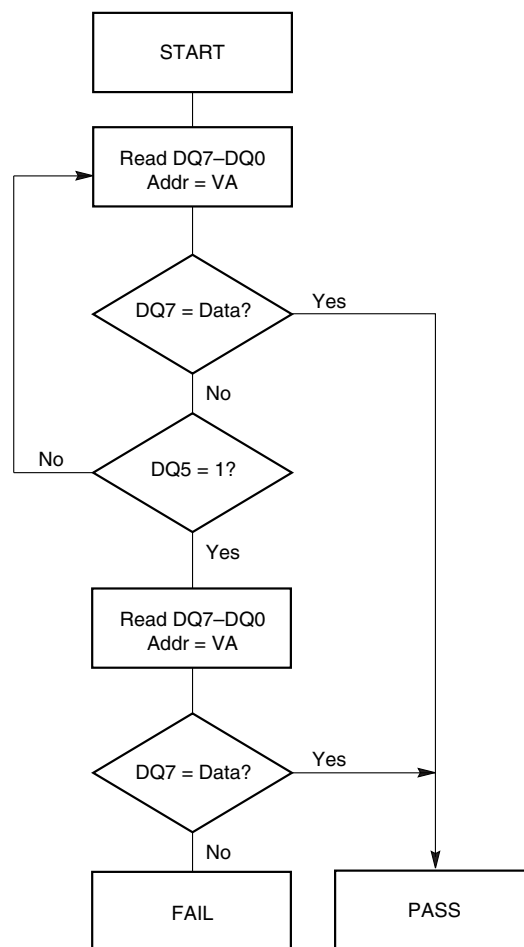 START
Read DQ7–DQ0
Addr = VA
DQ7 = Data?
Yes
No
DQ5 = 1?
No
Yes
Read DQ7–DQ0
Addr = VA
DQ7 = Data?
Yes
No
FAIL
PASS